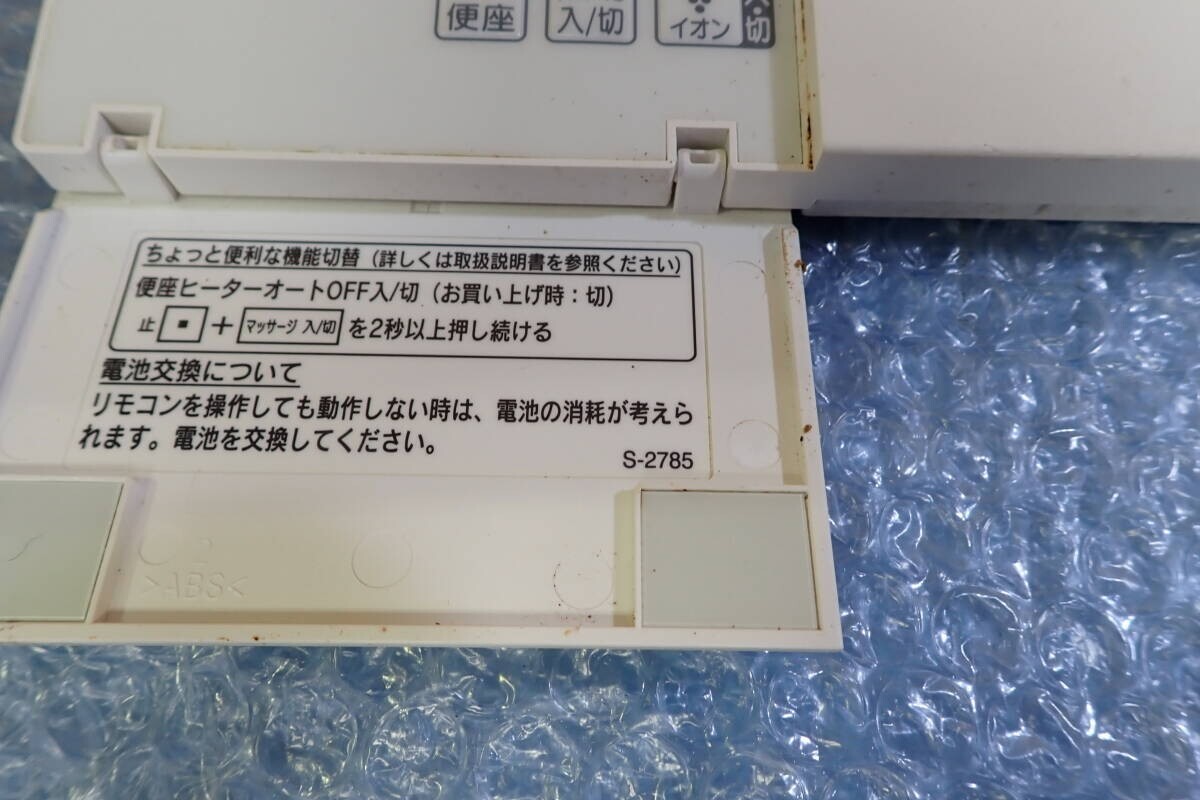 便座
入/切
イオン
切
ちょっと便利な機能切替（詳しくは取扱説明書を参照ください）
便座ヒーターオートOFF入/切（お買い上げ時：切）
止 ■ ＋ マッサージ 入/切 を2秒以上押し続ける
電池交換について
リモコンを操作しても動作しない時は、電池の消耗が考えら
れます。電池を交換してください。
S-2785
2
>ABS<